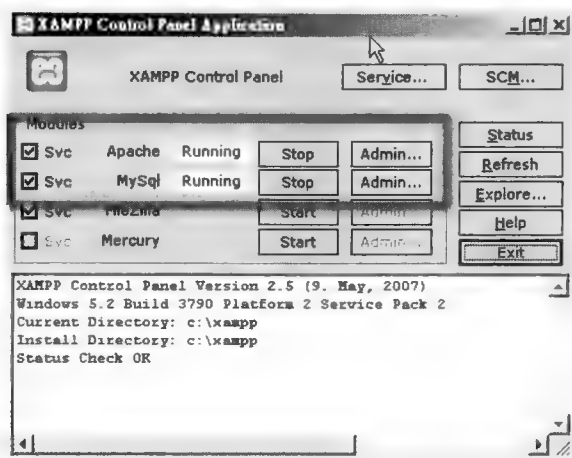 XAMPP Control Panel Application
XAMPP Control Panel
Service...
SCM...
Modules
Svc Apache Running Stop Admin...
Svc MySql Running Stop Admin...
Svc FileZilla Start Admin...
Svc Mercury Start Admin...
Status
Refresh
Explore...
Help
Exit
XAMPP Control Panel Version 2.5 (9. May, 2007)
Windows 5.2 Build 3790 Platform 2 Service Pack 2
Current Directory: c:\xampp
Install Directory: c:\xampp
Status Check OK